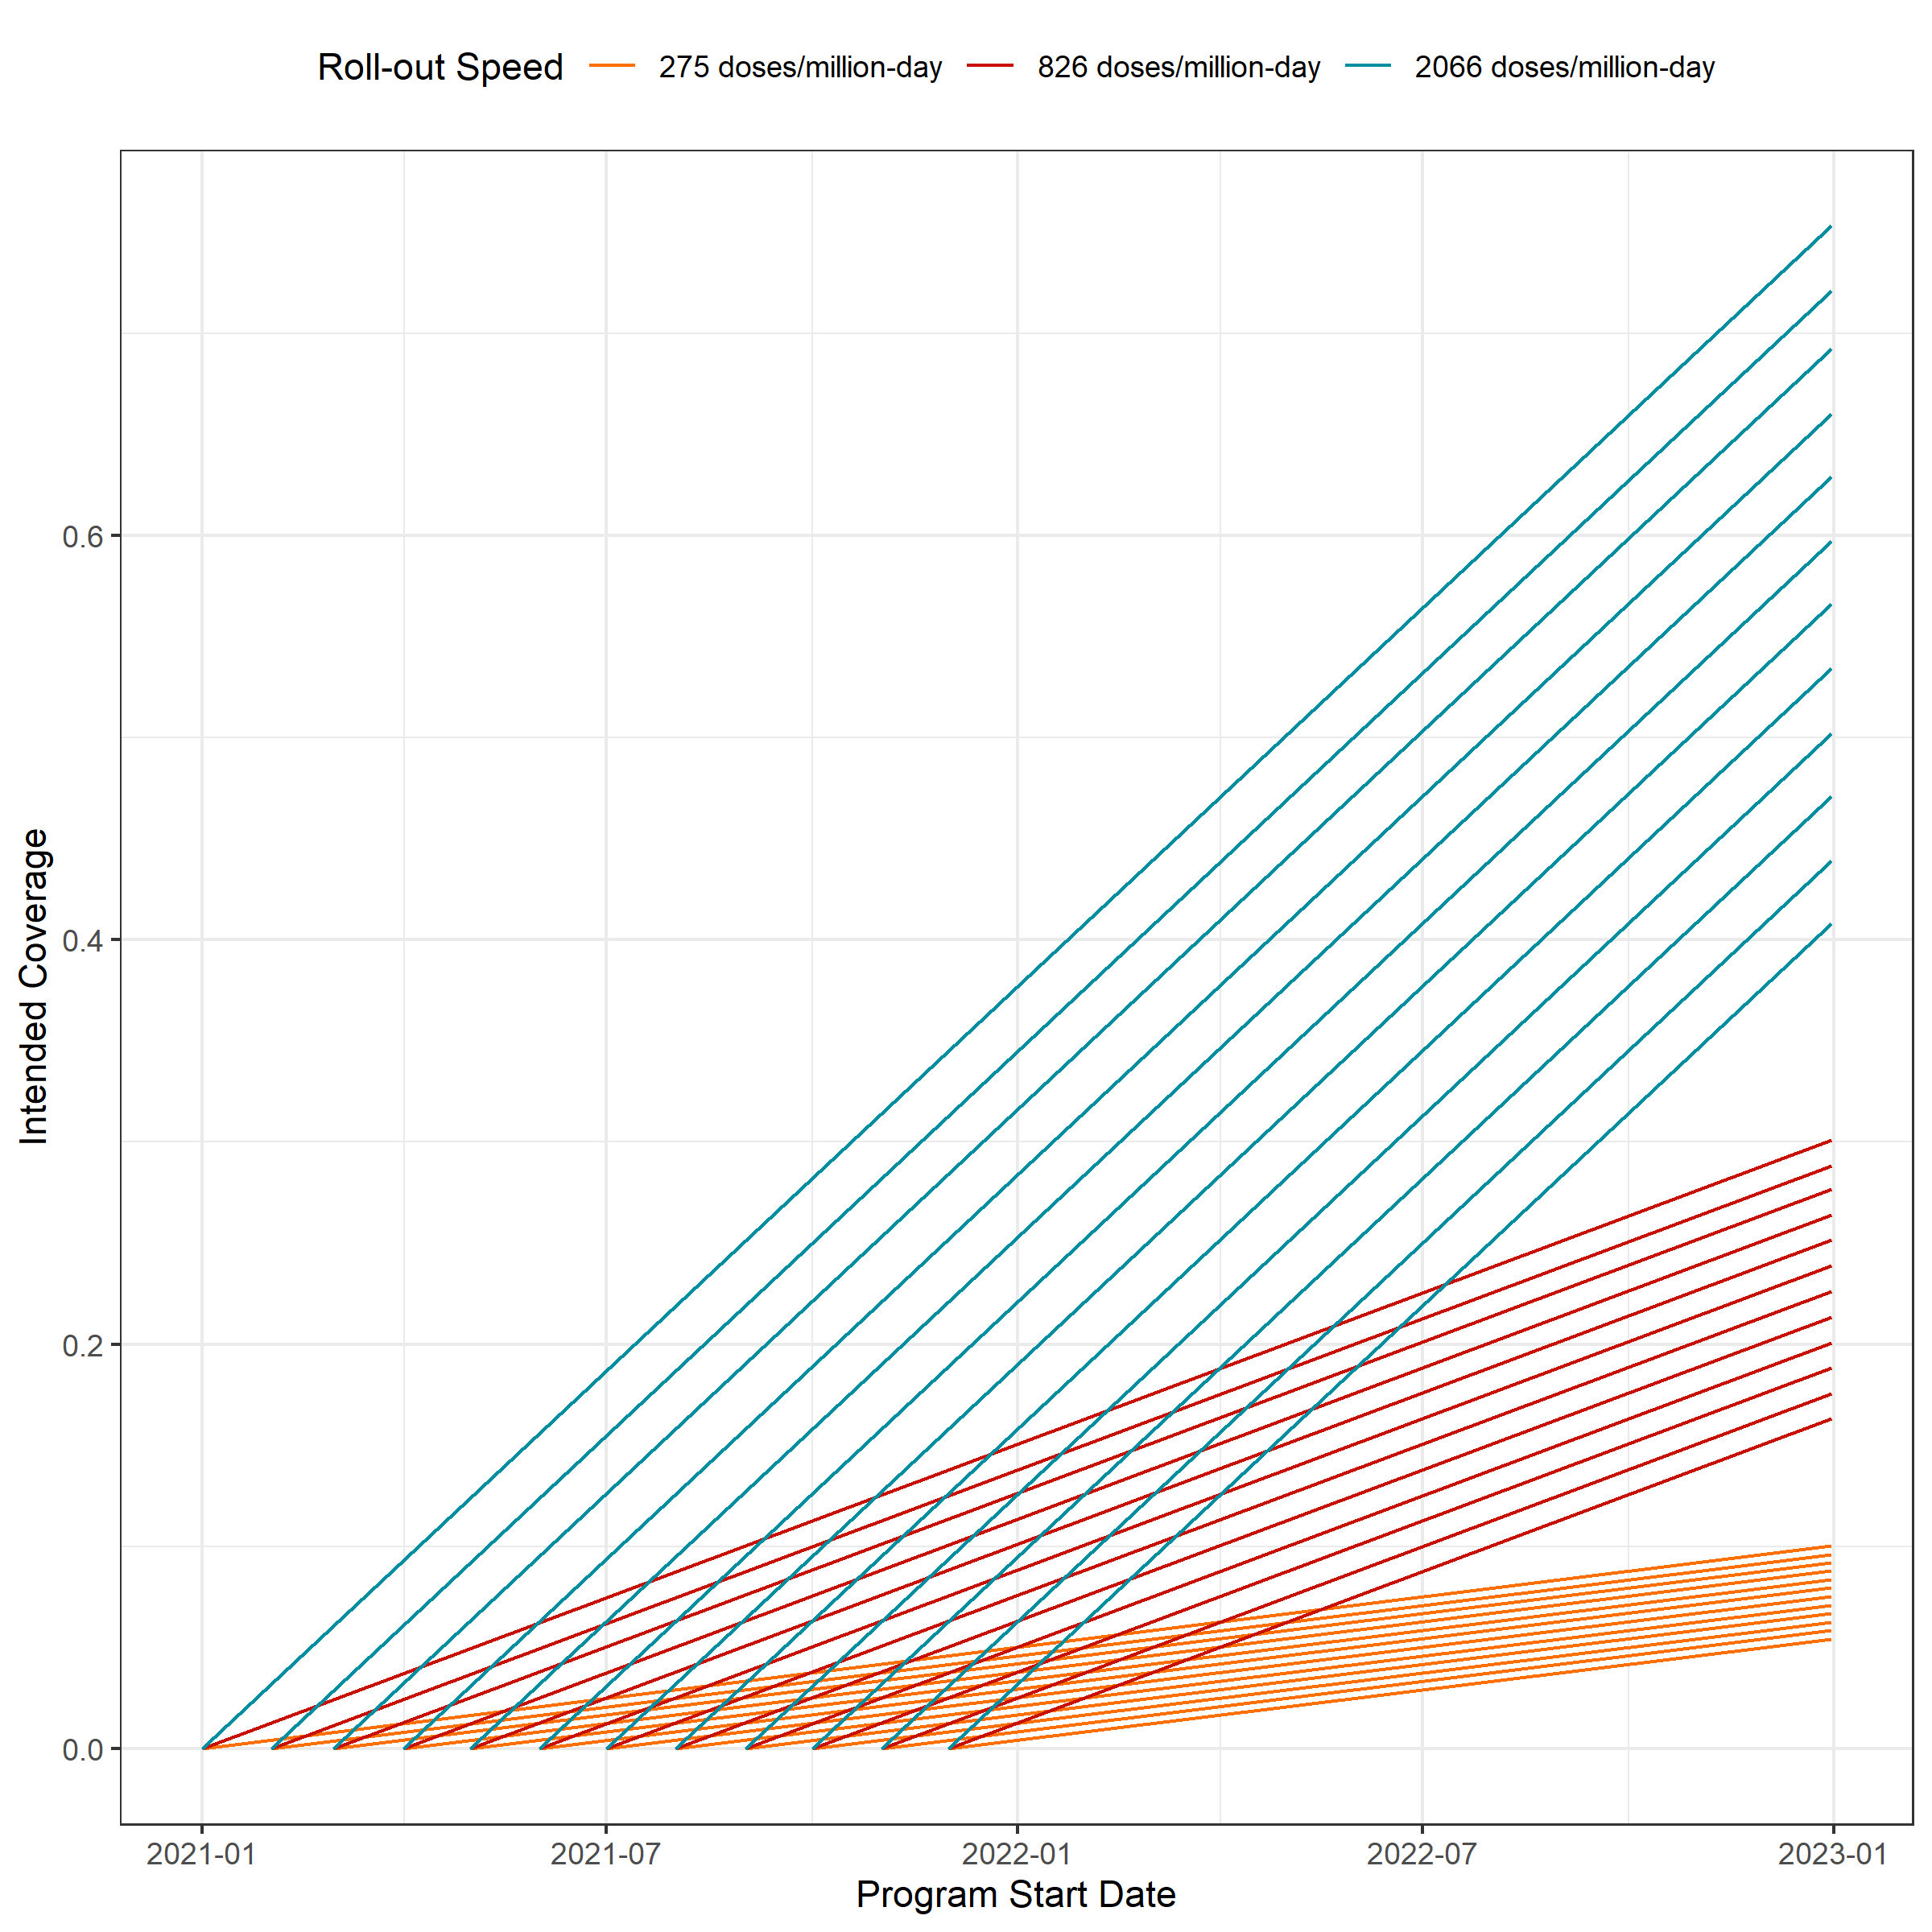 Roll-out Speed 275 doses/million-day 826 doses/million-day 2066 doses/million-day
Intended Coverage
0.6
0.4
0.2
0.0
2021-01 2021-07 2022-01 2022-07 2023-01
Program Start Date